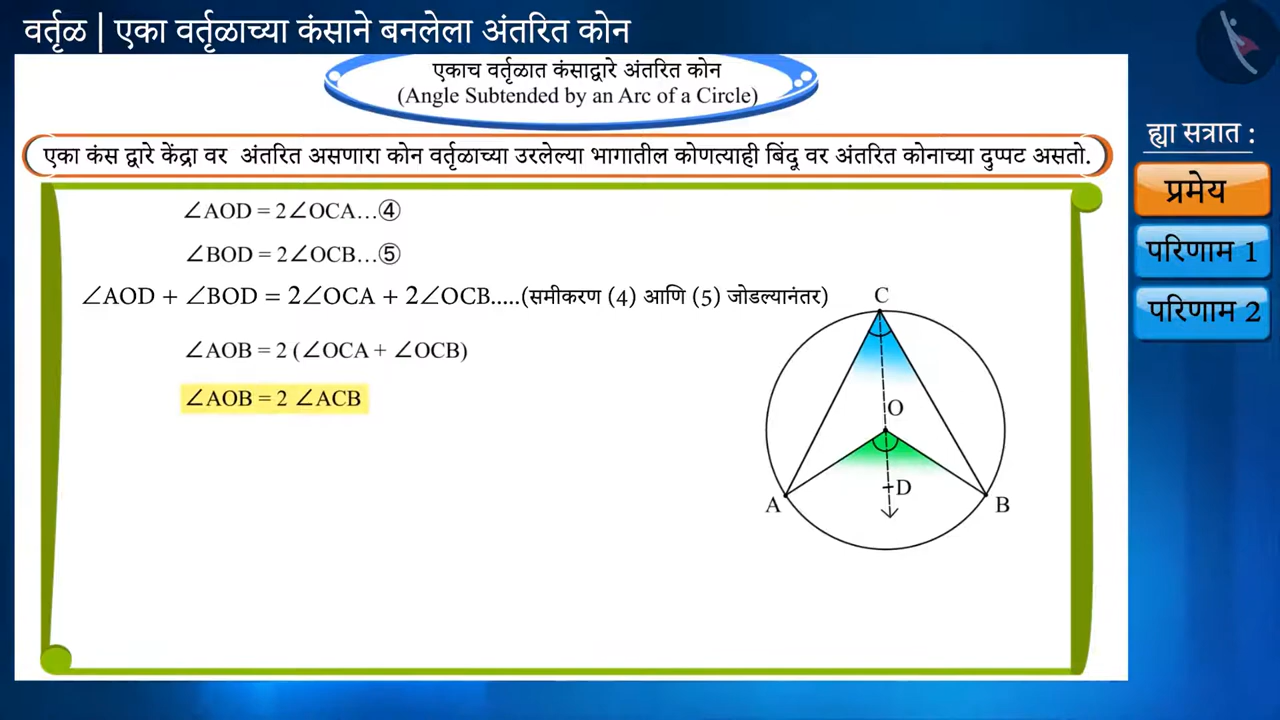 वर्तृळ | एका वर्तृळाच्या कंसाने बनलेला अंतरित कोन
एकाच वर्तृळात कंसाद्वारे अंतरित कोन
(Angle Subtended by an Arc of a Circle)
एका कंस द्वारे केंद्रा वर अंतरित असणारा कोन वर्तृळाच्या उरलेल्या भागातील कोणत्याही बिंदू वर अंतरित कोनाच्या दुप्पट असतो.
∠AOD = 2∠OCA...④
∠BOD = 2∠OCB...⑤
∠AOD + ∠BOD = 2∠OCA + 2∠OCB.....(समीकरण (4) आणि (5) जोडल्यानंतर)
∠AOB = 2 (∠OCA + ∠OCB)
∠AOB = 2 ∠ACB
C
O
D
A
B
ह्या सत्रात :
प्रमेय
परिणाम 1
परिणाम 2